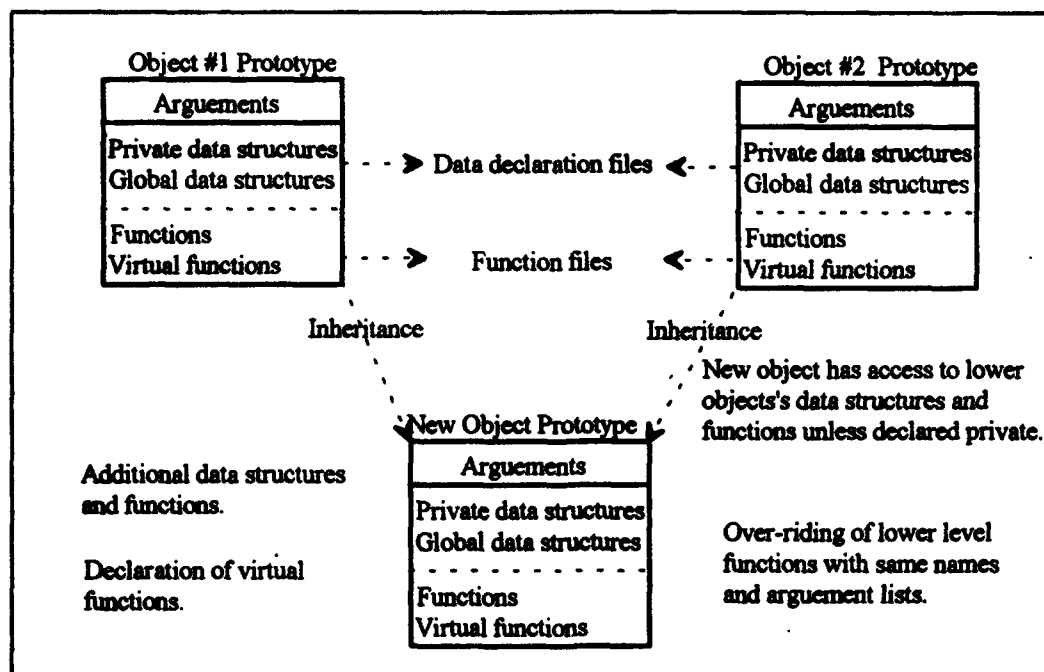 Object #1 Prototype
Arguements
Private data structures
Global data structures
Functions
Virtual functions
Object #2 Prototype
Arguements
Private data structures
Global data structures
Functions
Virtual functions
Data declaration files
Function files
Inheritance
Inheritance
New object has access to lower
objects's data structures and
functions unless declared private.
New Object Prototype
Arguements
Private data structures
Global data structures
Functions
Virtual functions
Additional data structures
and functions.
Declaration of virtual
functions.
Over-riding of lower level
functions with same names
and arguement lists.